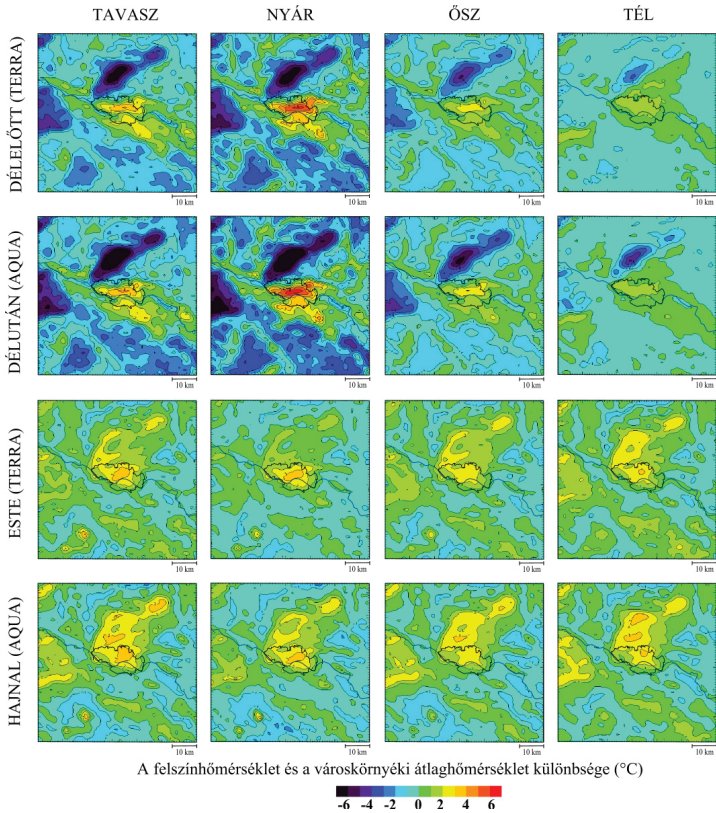 TAVASZ NYÁR ŐSZ TÉL
DÉLELŐTT (TERRA)
10 km 10 km 10 km 10 km
DÉLUTÁN (AQUA)
10 km 10 km 10 km 10 km
ESTE (TERRA)
10 km 10 km 10 km 10 km
HAJNAL (AQUA)
10 km 10 km 10 km 10 km
A felszínhőmérséklet és a városkörnyéki átlaghőmérséklet különbsége (°C)
-6 -4 -2 0 2 4 6